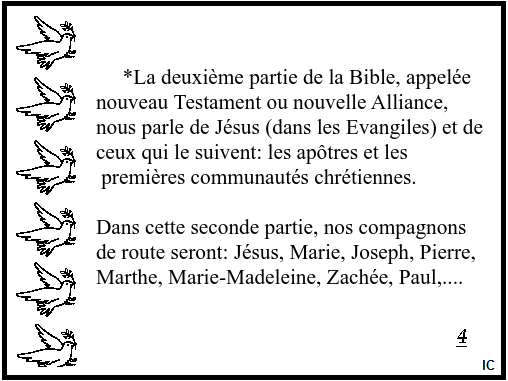 *La deuxième partie de la Bible, appelée
nouveau Testament ou nouvelle Alliance,
nous parle de Jésus (dans les Evangiles) et de
ceux qui le suivent: les apôtres et les
premières communautés chrétiennes.
Dans cette seconde partie, nos compagnons
de route seront: Jésus, Marie, Joseph, Pierre,
Marthe, Marie-Madeleine, Zachée, Paul,....
4
IC